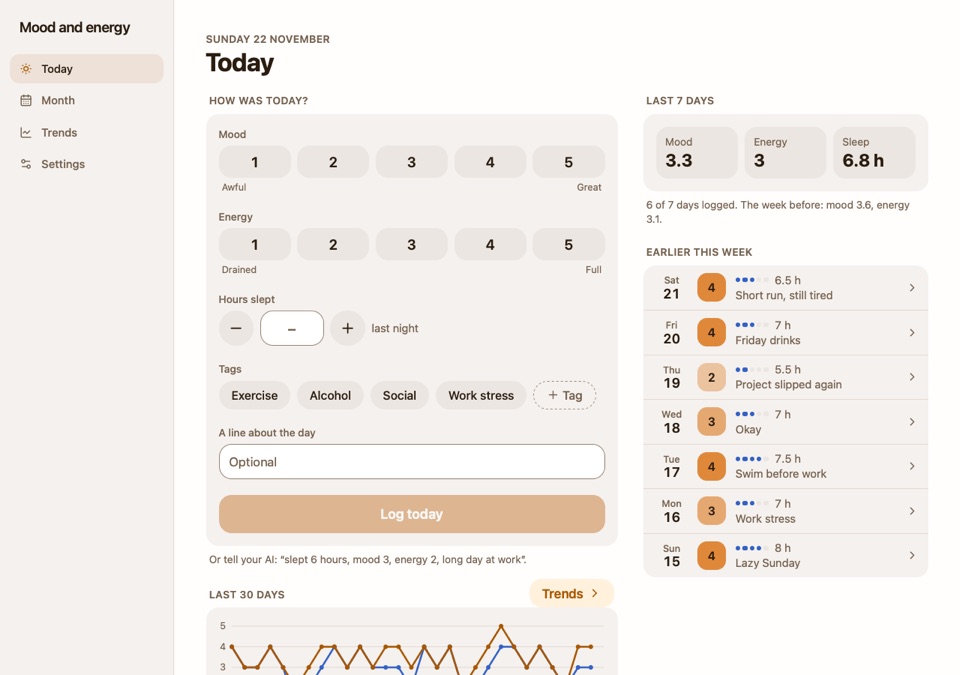 Mood and energy
Today
Month
Trends
Settings
SUNDAY 22 NOVEMBER
Today
HOW WAS TODAY?
Mood
1 2 3 4 5
Awful Great
Energy
1 2 3 4 5
Drained Full
Hours slept
– last night
Tags
Exercise Alcohol Social Work stress + Tag
A line about the day
Optional
Log today
Or tell your AI: “slept 6 hours, mood 3, energy 2, long day at work”.
LAST 30 DAYS
Trends
5
4
3
LAST 7 DAYS
Mood Energy Sleep
3.3 3 6.8 h
6 of 7 days logged. The week before: mood 3.6, energy
3.1.
EARLIER THIS WEEK
Sat 21 4 6.5 h
Short run, still tired
Fri 20 4 7 h
Friday drinks
Thu 19 2 5.5 h
Project slipped again
Wed 18 3 7 h
Okay
Tue 17 4 7.5 h
Swim before work
Mon 16 3 7 h
Work stress
Sun 15 4 8 h
Lazy Sunday